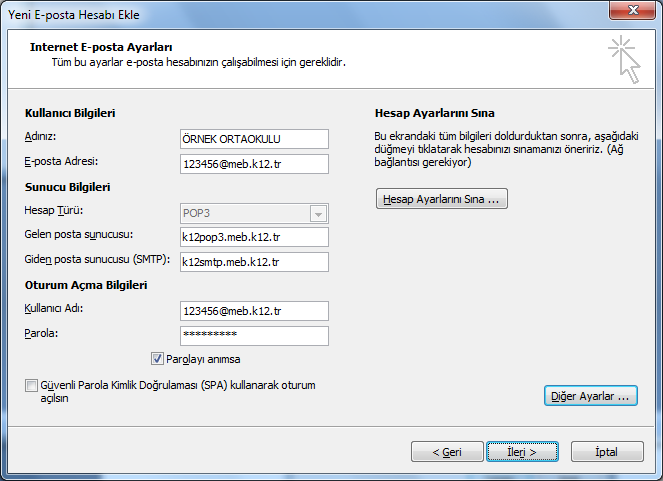 Yeni E-posta Hesabı Ekle
Internet E-posta Ayarları
Tüm bu ayarlar e-posta hesabınızın çalışabilmesi için gereklidir.
Kullanıcı Bilgileri
Adınız:
ÖRNEK ORTAOKULU
E-posta Adresi:
123456@meb.k12.tr
Sunucu Bilgileri
Hesap Türü:
POP3
Gelen posta sunucusu:
k12pop3.meb.k12.tr
Giden posta sunucusu (SMTP):
k12smtp.meb.k12.tr
Oturum Açma Bilgileri
Kullanıcı Adı:
123456@meb.k12.tr
Parola:
*********
Parolayı anımsa
Güvenli Parola Kimlik Doğrulaması (SPA) kullanarak oturum
açılsın
Hesap Ayarlarını Sına
Bu ekrandaki tüm bilgileri doldurduktan sonra, aşağıdaki
düğmeyi tıklatarak hesabınızı sınamanızı öneririz. (Ağ
bağlantısı gerekiyor)
Hesap Ayarlarını Sına ...
Diğer Ayarlar ...
< Geri
İleri >
İptal